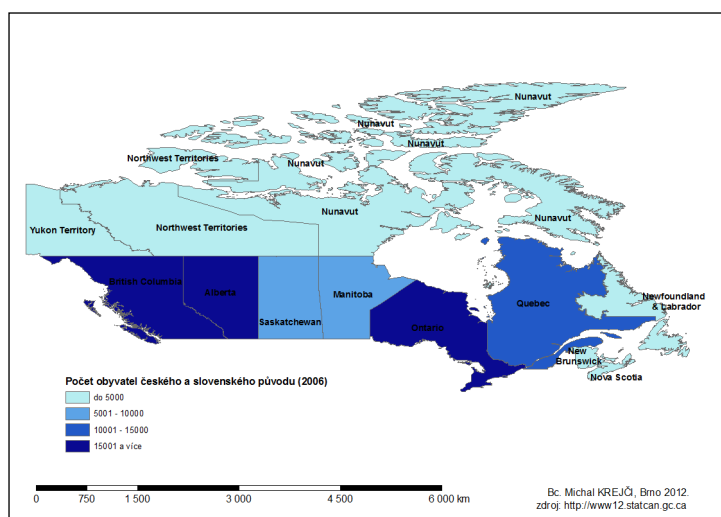 Nunavut
Nunavut
Nunavut
Northwest Territories
Nunavut
Nunavut
Nunavut
Yukon Territory
Northwest Territories
British Columbia
Alberta
Manitoba
Quebec
Newfoundland
& Labrador
Saskatchewan
Ontario
New
Brunswick
Nova Scotia
Počet obyvatel českého a slovenského původu (2006)
do 5000
5001 - 10000
10001 - 15000
15001 a více
0 750 1 500 3 000 4 500 6 000 km
Bc. Michal KREJČÍ, Brno 2012.
zdroj: http://www12.statcan.gc.ca